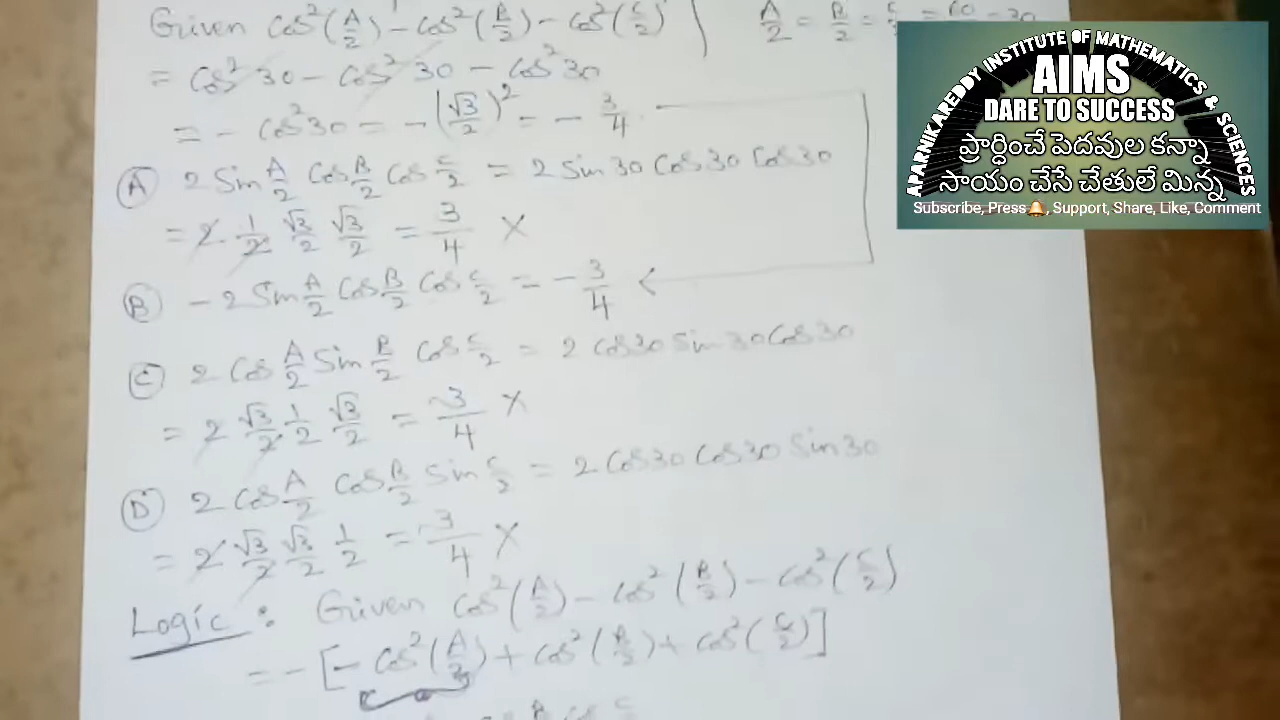 Given cos²(A/2) - cos²(B/2) - cos²(C/2) A/2 = B/2 = C/2 = 60
= cos² 30 - cos² 30 - cos² 30
= - cos² 30 = - (√3/2)² = - 3/4
(A) 2 Sin A/2 Cos B/2 Cos C/2 = 2 Sin 30 Cos 30 Cos 30
= 2 · 1/2 √3/2 √3/2 = 3/4 ×
(B) - 2 Sin A/2 Cos B/2 Cos C/2 = - 3/4 ←
(C) 2 Cos A/2 Sin B/2 Cos C/2 = 2 Cos 30 Sin 30 Cos 30
= 2 √3/2 1/2 √3/2 = 3/4 ×
(D) 2 Cos A/2 Cos B/2 Sin C/2 = 2 Cos 30 Cos 30 Sin 30
= 2 √3/2 √3/2 1/2 = 3/4 ×
Logic : Given cos²(A/2) - cos²(B/2) - cos²(C/2)
= - [- cos²(A/2) + cos²(B/2) + cos²(C/2)]
APARNIKAREDDY INSTITUTE OF MATHEMATICS & SCIENCES
AIMS
DARE TO SUCCESS
ప్రార్ధించే పెదవుల కన్నా
సాయం చేసే చేతులే మిన్న
Subscribe, Press🔔, Support, Share, Like, Comment